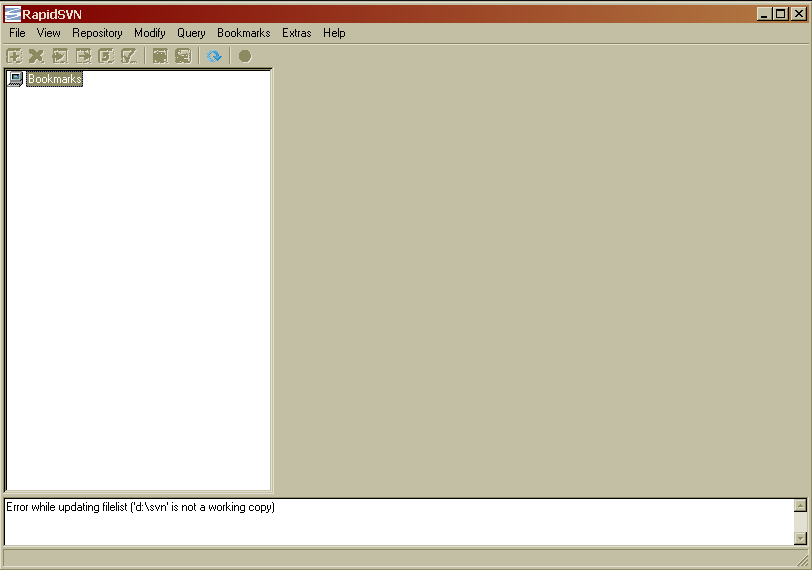 RapidSVN
File View Repository Modify Query Bookmarks Extras Help
Bookmarks
Error while updating filelist ('d:\svn' is not a working copy)